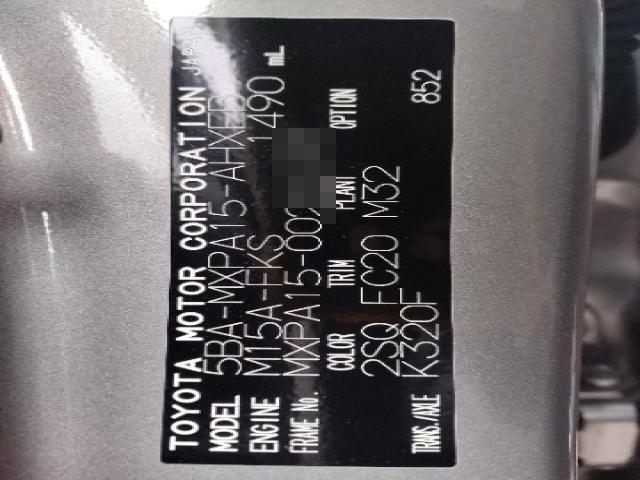 TOYOTA MOTOR CORPORATION JAPAN
MODEL 5BA-MXPA15-AHXEB
ENGINE M15A-FKS 1490 mL
FRAME No. MXPA15-002
COLOR TRIM PLANT OPTION
2SQ FC20 M32 852
TRANS./AXLE K320F